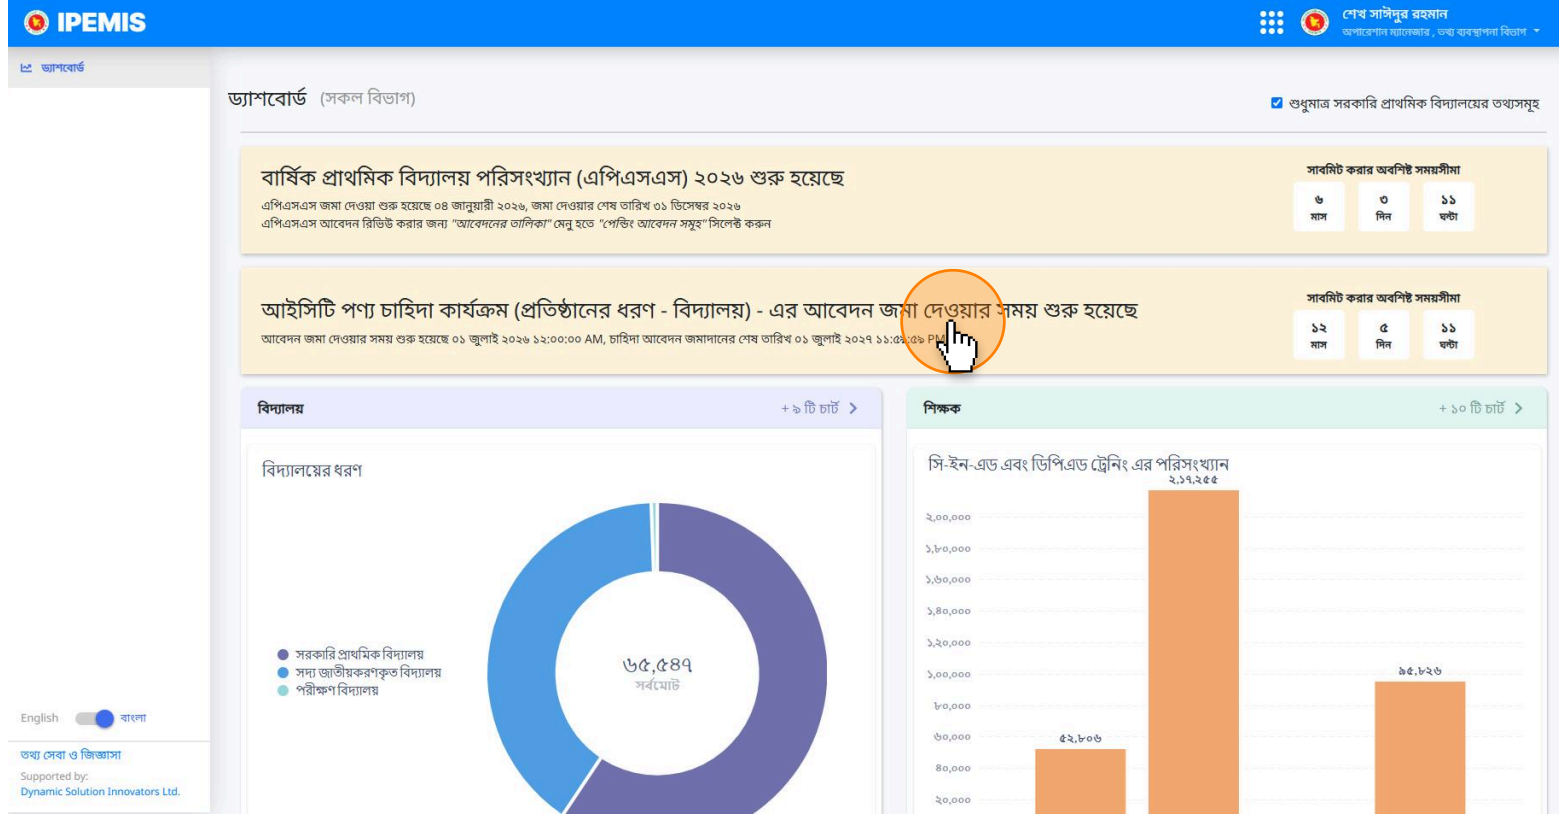 IPEMIS
শেখ সাঈদুর রহমান
অপারেশান ম্যানেজার , তথ্য ব্যবস্থাপনা বিভাগ
ড্যাশবোর্ড
ড্যাশবোর্ড (সকল বিভাগ)
শুধুমাত্র সরকারি প্রাথমিক বিদ্যালয়ের তথ্যসমূহ
বার্ষিক প্রাথমিক বিদ্যালয় পরিসংখ্যান (এপিএসএস) ২০২৬ শুরু হয়েছে
এপিএসএস জমা দেওয়া শুরু হয়েছে ০৪ জানুয়ারী ২০২৬, জমা দেওয়ার শেষ তারিখ ৩১ ডিসেম্বর ২০২৬
এপিএসএস আবেদন রিভিউ করার জন্য "আবেদনের তালিকা" মেনু হতে "পেন্ডিং আবেদন সমূহ" সিলেক্ট করুন
সাবমিট করার অবশিষ্ট সময়সীমা
৬ ৩ ১১
মাস দিন ঘন্টা
আইসিটি পণ্য চাহিদা কার্যক্রম (প্রতিষ্ঠানের ধরণ - বিদ্যালয়) - এর আবেদন জমা দেওয়ার সময় শুরু হয়েছে
আবেদন জমা দেওয়ার সময় শুরু হয়েছে ০১ জুলাই ২০২৬ ১২:০০:০০ AM, চাহিদা আবেদন জমাদানের শেষ তারিখ ০১ জুলাই ২০২৭ ১১:৫৯:৫৯ PM
সাবমিট করার অবশিষ্ট সময়সীমা
১২ ৫ ১১
মাস দিন ঘন্টা
বিদ্যালয় + ৯ টি চার্ট
বিদ্যালয়ের ধরণ
সরকারি প্রাথমিক বিদ্যালয়
সদ্য জাতীয়করণকৃত বিদ্যালয়
পরীক্ষণ বিদ্যালয়
৬৫,৫৪৭
সর্বমোট
শিক্ষক + ১০ টি চার্ট
সি-ইন-এড এবং ডিপিএড ট্রেনিং এর পরিসংখ্যান
২,১৭,২৫৫
২,০০,০০০
১,৮০,০০০
১,৬০,০০০
১,৪০,০০০
১,২০,০০০
১,০০,০০০
৯৫,৮২৬
৮০,০০০
৬০,০০০
৫২,৮০৬
৪০,০০০
২০,০০০
English বাংলা
তথ্য সেবা ও জিজ্ঞাসা
Supported by:
Dynamic Solution Innovators Ltd.